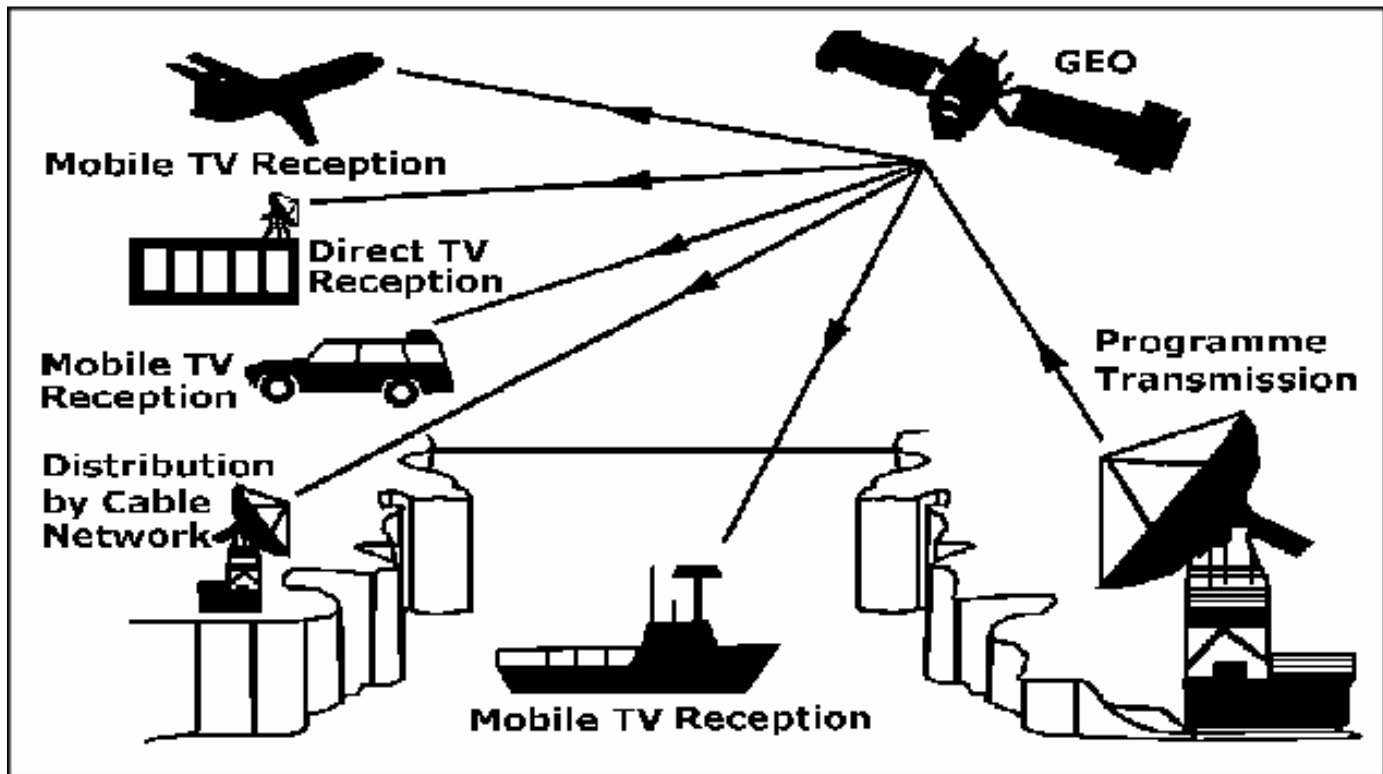 GEO
Mobile TV Reception
Direct TV
Reception
Mobile TV
Reception
Programme
Transmission
Distribution
by Cable
Network
Mobile TV Reception